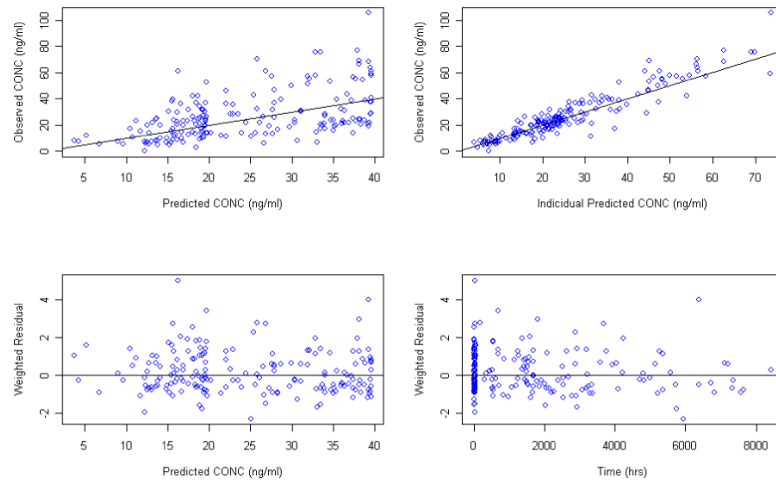 Observed CONC (ng/ml)
0 20 40 60 80 100
5 10 15 20 25 30 35 40
Predicted CONC (ng/ml)
Observed CONC (ng/ml)
0 20 40 60 80 100
10 20 30 40 50 60 70
Individual Predicted CONC (ng/ml)
Weighted Residual
-2 0 2 4
5 10 15 20 25 30 35 40
Predicted CONC (ng/ml)
Weighted Residual
-2 0 2 4
0 2000 4000 6000 8000
Time (hrs)